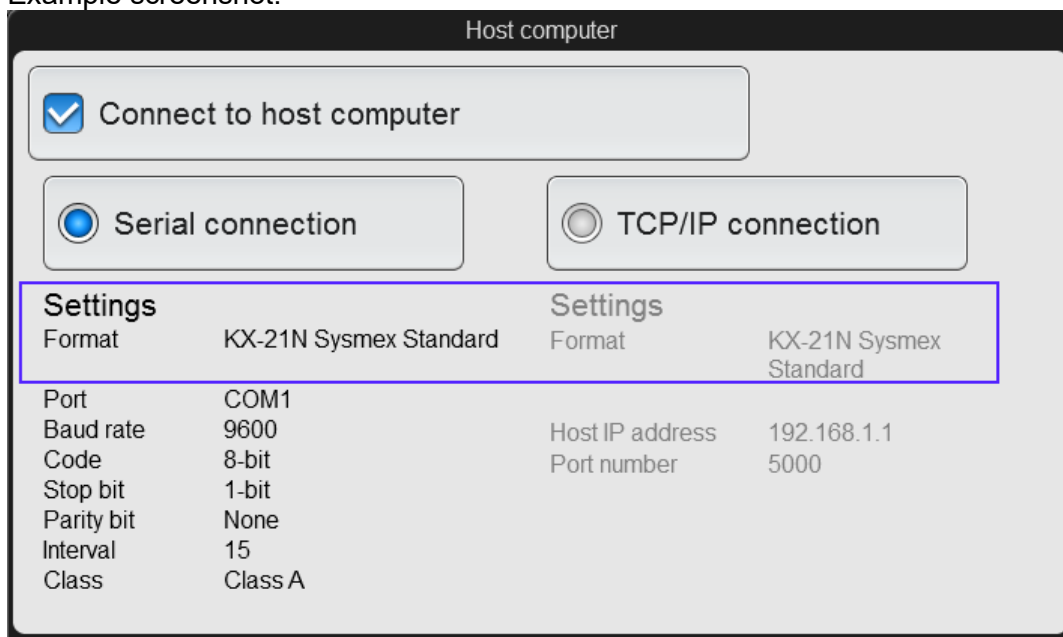 Example screenshot:
Host computer
Connect to host computer
Serial connection
TCP/IP connection
Settings
Format KX-21N Sysmex Standard
Port COM1
Baud rate 9600
Code 8-bit
Stop bit 1-bit
Parity bit None
Interval 15
Class Class A
Settings
Format KX-21N Sysmex
Standard
Host IP address 192.168.1.1
Port number 5000